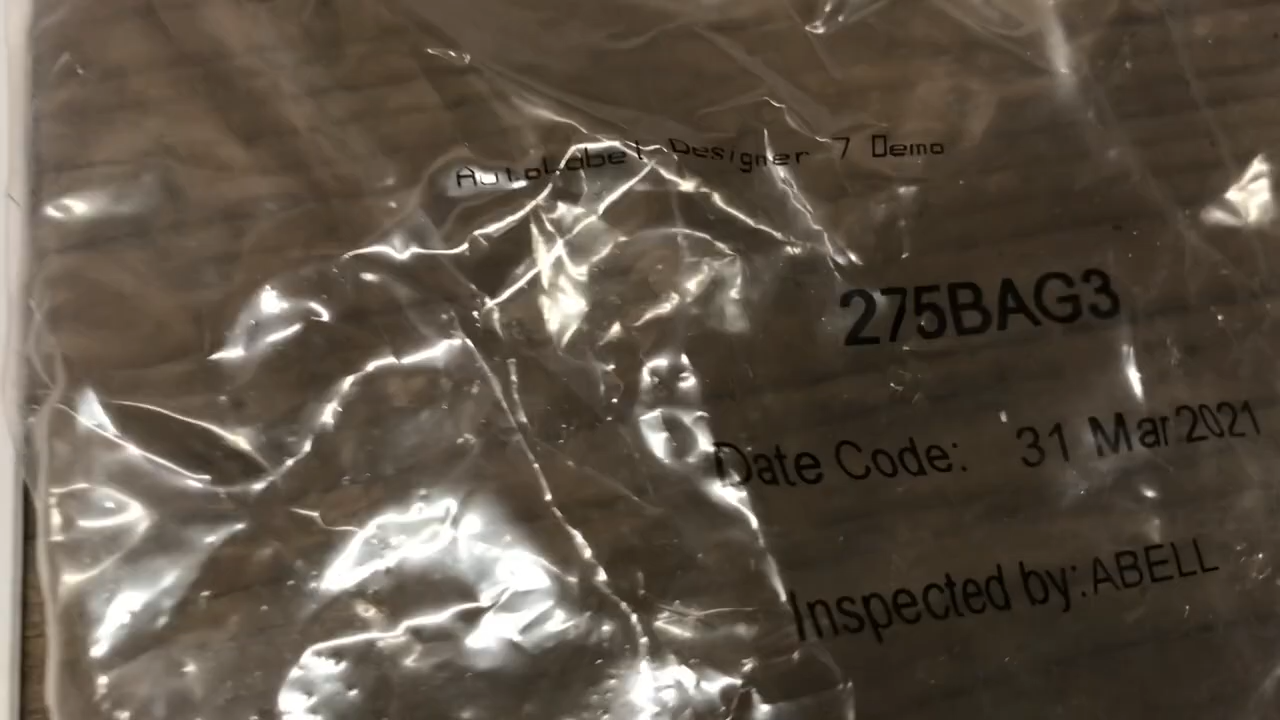 AutoLabel Designer 7 Demo
275BAG3
Date Code: 31 Mar 2021
Inspected by: ABELL